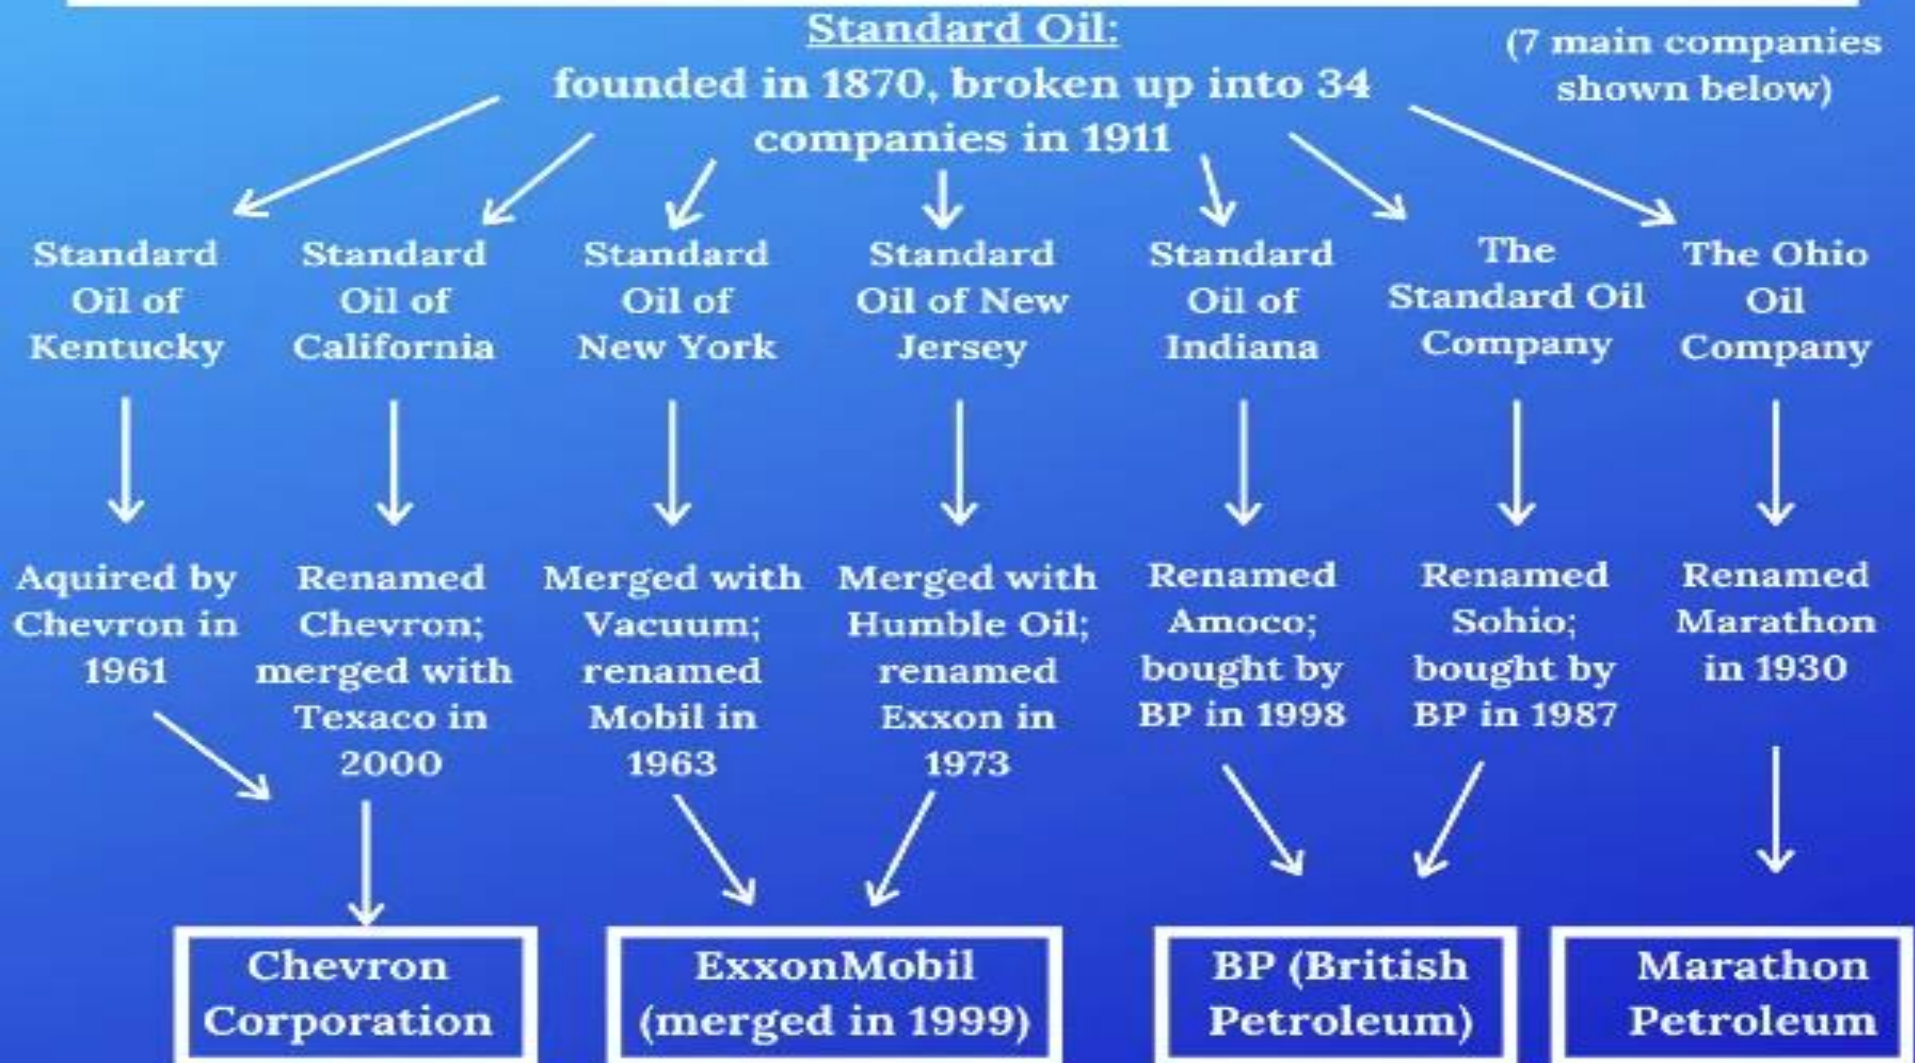 Standard Oil:
founded in 1870, broken up into 34
companies in 1911
(7 main companies
shown below)
Standard
Oil of
Kentucky
Standard
Oil of
California
Standard
Oil of
New York
Standard
Oil of New
Jersey
Standard
Oil of
Indiana
The
Standard Oil
Company
The Ohio
Oil
Company
Aquired by
Chevron in
1961
Renamed
Chevron;
merged with
Texaco in
2000
Merged with
Vacuum;
renamed
Mobil in
1963
Merged with
Humble Oil;
renamed
Exxon in
1973
Renamed
Amoco;
bought by
BP in 1998
Renamed
Sohio;
bought by
BP in 1987
Renamed
Marathon
in 1930
Chevron
Corporation
ExxonMobil
(merged in 1999)
BP (British
Petroleum)
Marathon
Petroleum